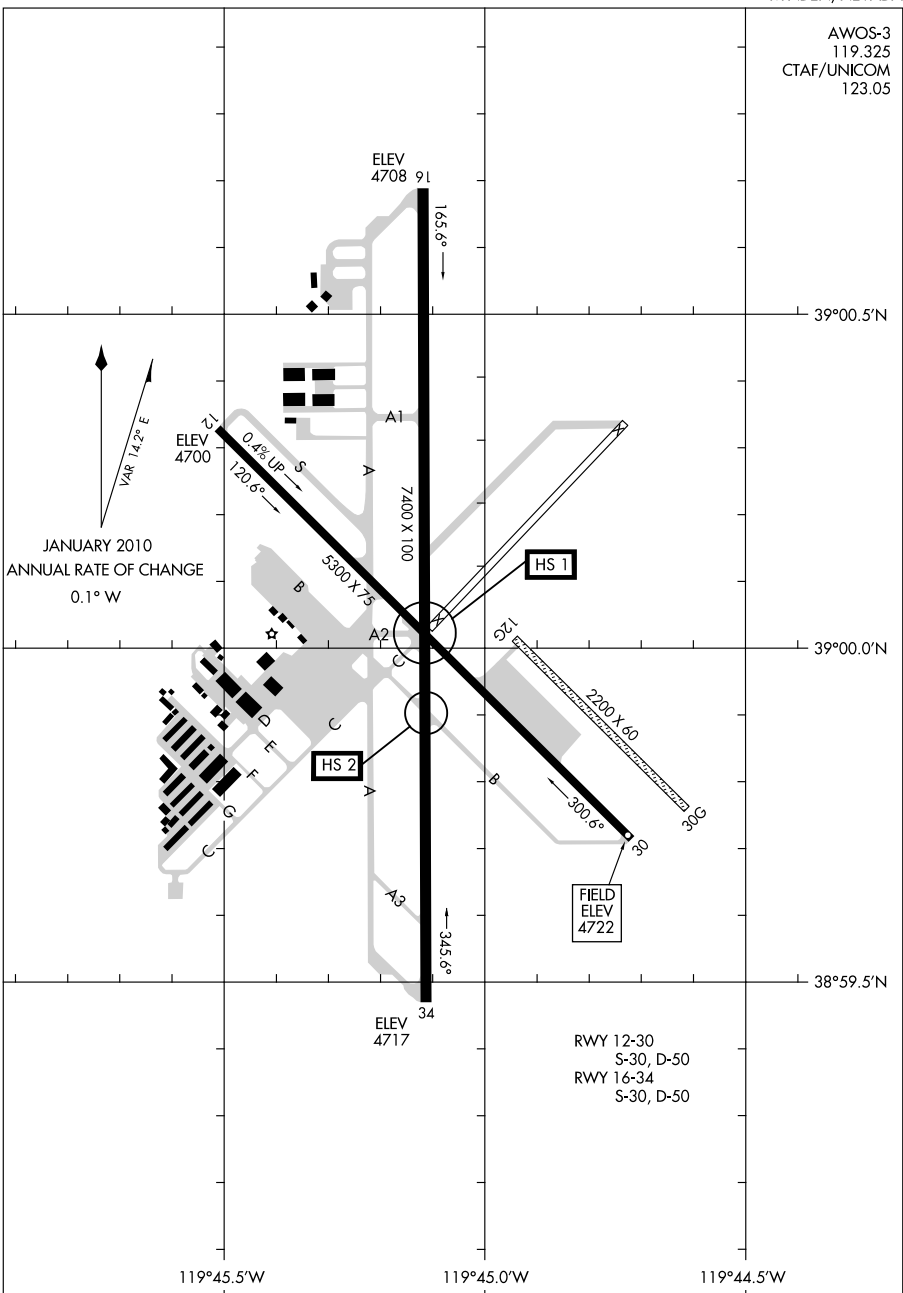 AWOS-3
119.325
CTAF/UNICOM
123.05
ELEV
4708
16
165.6°
39°00.5'N
VAR 14.2° E
JANUARY 2010
ANNUAL RATE OF CHANGE
0.1° W
12
ELEV
4700
0.4% UP
120.6°
S
A1
A
7400 X 100
5300 X 75
HS 1
B
A2
C
12G
39°00.0'N
2200 X 60
D
E
F
G
C
C
HS 2
A
B
300.6°
30G
30
A3
345.6°
FIELD
ELEV
4722
38°59.5'N
34
ELEV
4717
RWY 12-30
S-30, D-50
RWY 16-34
S-30, D-50
119°45.5'W
119°45.0'W
119°44.5'W